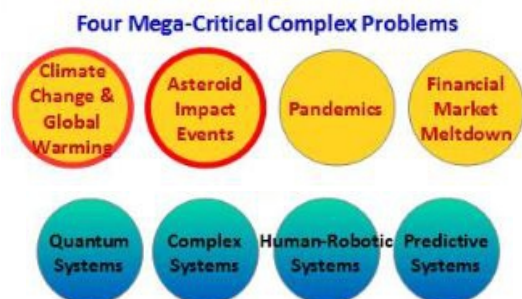 Four Mega-Critical Complex Problems
Climate
Change &
Global
Warming
Asteroid
Impact
Events
Pandemics
Financial
Market
Meltdown
Quantum
Systems
Complex
Systems
Human-Robotic
Systems
Predictive
Systems